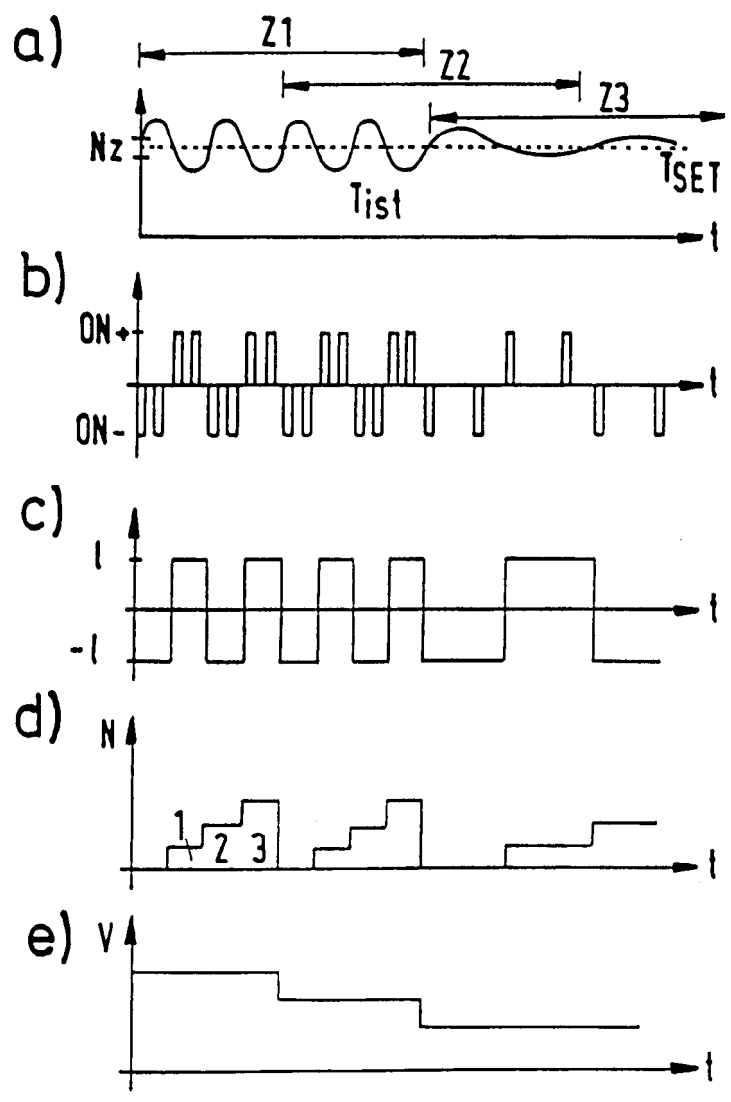 a)
Z1
Z2
Z3
Nz
TSET
Tist
t
b)
ON+
t
ON-
c)
1
t
-1
d)
N
1
2 3
t
e) V
t